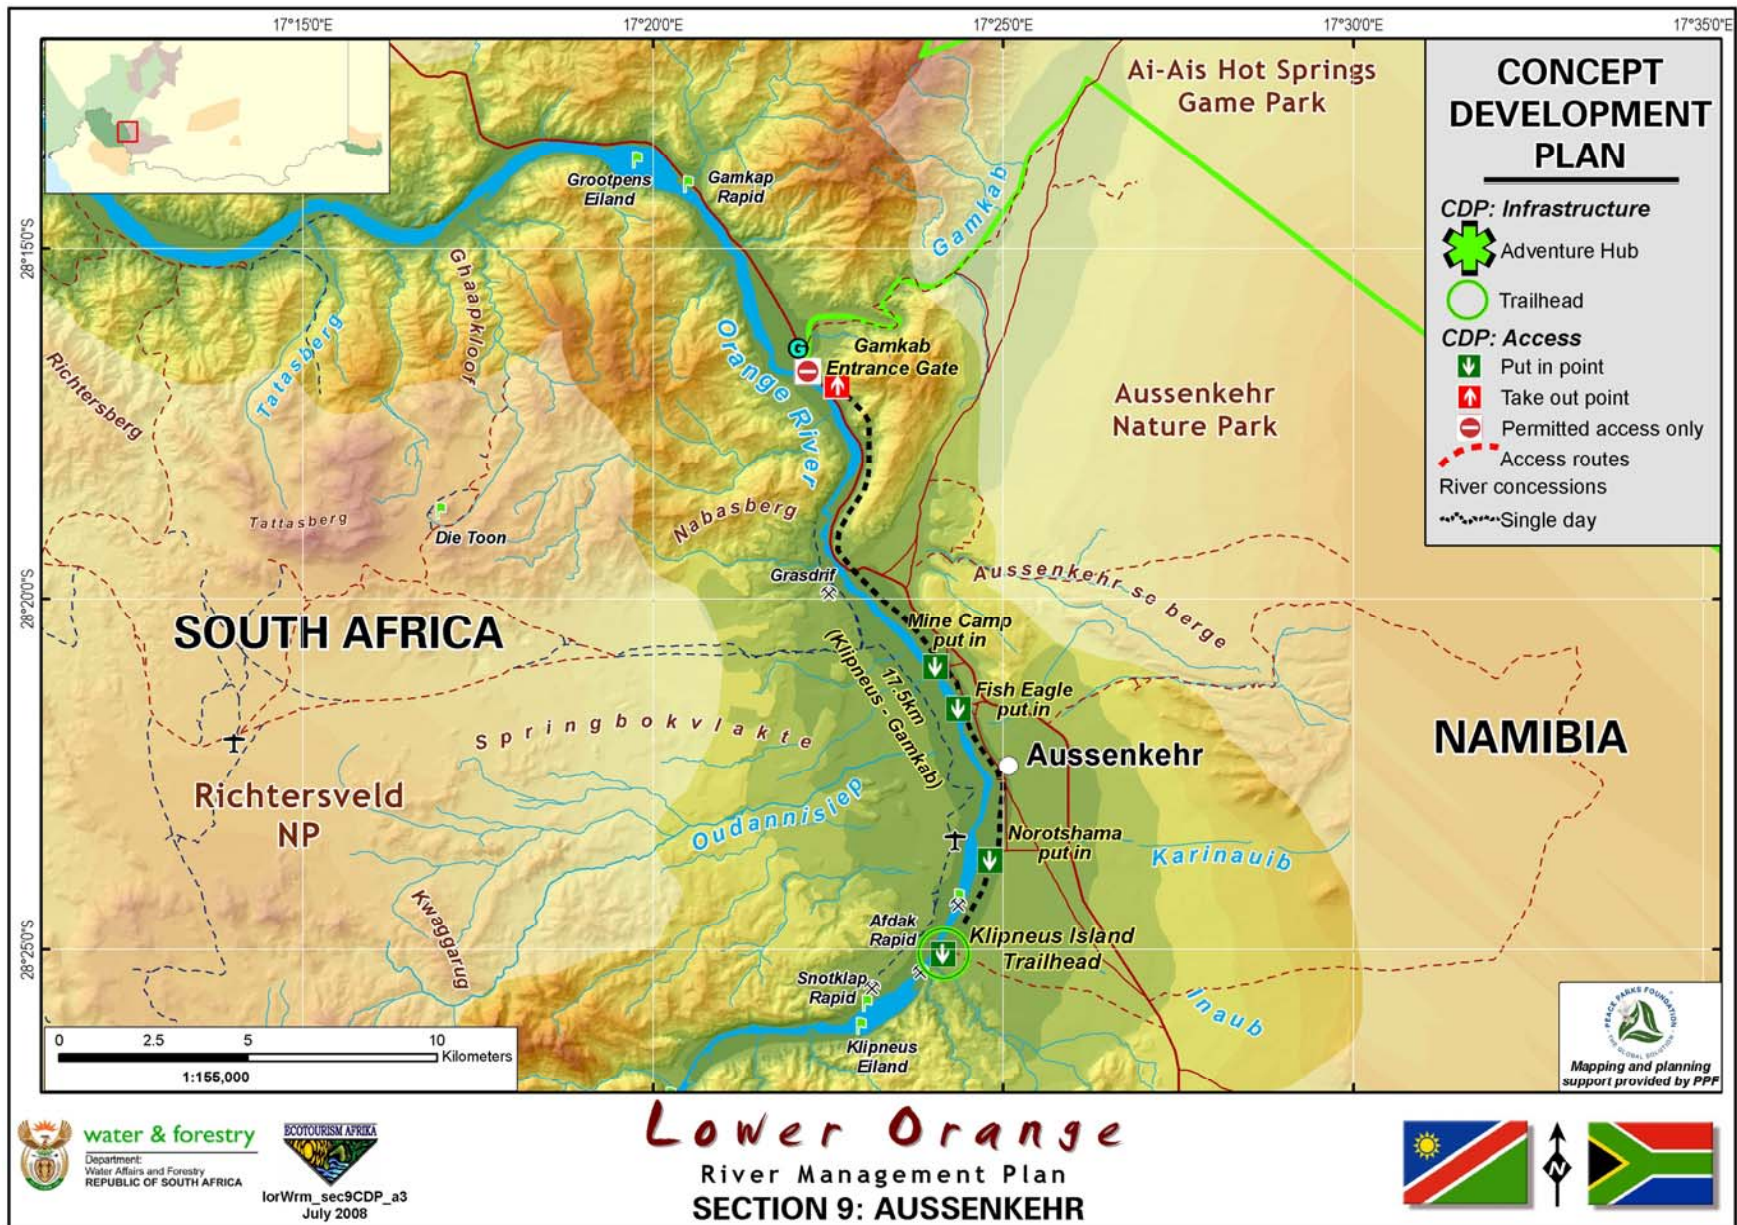 17°15'0"E
17°20'0"E
17°25'0"E
17°30'0"E
17°35'0"E
28°15'0"S
28°20'0"S
28°25'0"S
CONCEPT
DEVELOPMENT
PLAN
CDP: Infrastructure
Adventure Hub
Trailhead
CDP: Access
Put in point
Take out point
Permitted access only
Access routes
River concessions
Single day
Ai-Ais Hot Springs
Game Park
Grootpens
Eiland
Gamkap
Rapid
Gamkab
Ghaapkloof
Tatasberg
Richtersberg
Orange River
G
Gamkab
Entrance Gate
Aussenkehr
Nature Park
Nabasberg
Tattasberg
Die Toon
Grasdrif
Aussenkehr se berge
SOUTH AFRICA
Mine Camp
put in
17.5km
(Klipneus - Gamkab)
Fish Eagle
put in
Springbokvlakte
Aussenkehr
NAMIBIA
Richtersveld
NP
Oudannisiep
Norotshama
put in
Karinauib
Kwaggarug
Afdak
Rapid
Klipneus Island
Trailhead
Snotklap
Rapid
Inaub
Klipneus
Eiland
0 2.5 5 10
Kilometers
1:155,000
PEACE PARKS FOUNDATION
THE GLOBAL SOLUTION
Mapping and planning
support provided by PPF
water & forestry
Department:
Water Affairs and Forestry
REPUBLIC OF SOUTH AFRICA
ECOTOURISM AFRIKA
lorWrm_sec9CDP_a3
July 2008
Lower Orange
River Management Plan
SECTION 9: AUSSENKEHR
N